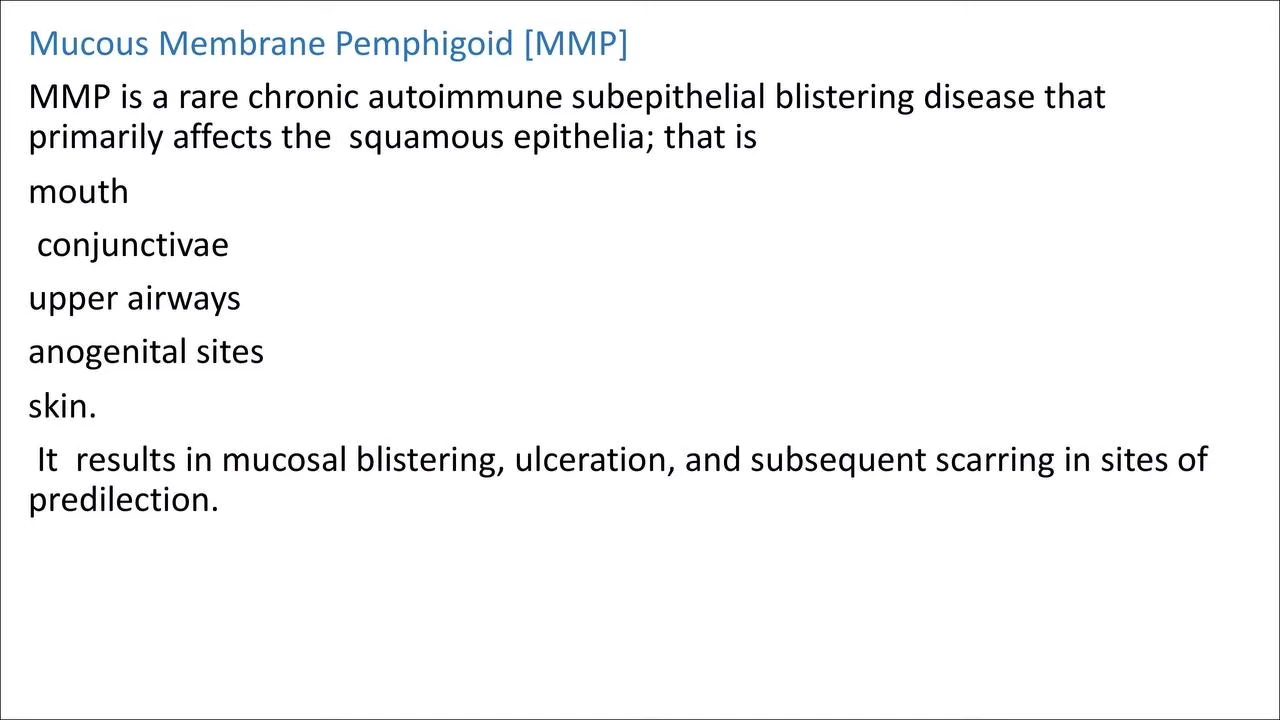 Mucous Membrane Pemphigoid [MMP]
MMP is a rare chronic autoimmune subepithelial blistering disease that
primarily affects the  squamous epithelia; that is
mouth
conjunctivae
upper airways
anogenital sites
skin.
It  results in mucosal blistering, ulceration, and subsequent scarring in sites of
predilection.